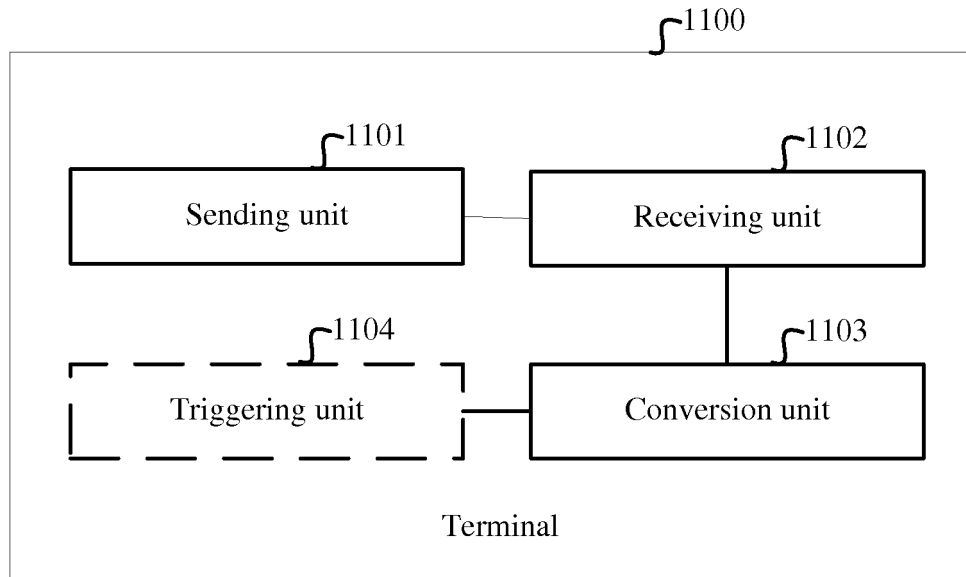 1100
1101
1102
Sending unit
Receiving unit
1104
1103
Triggering unit
Conversion unit
Terminal